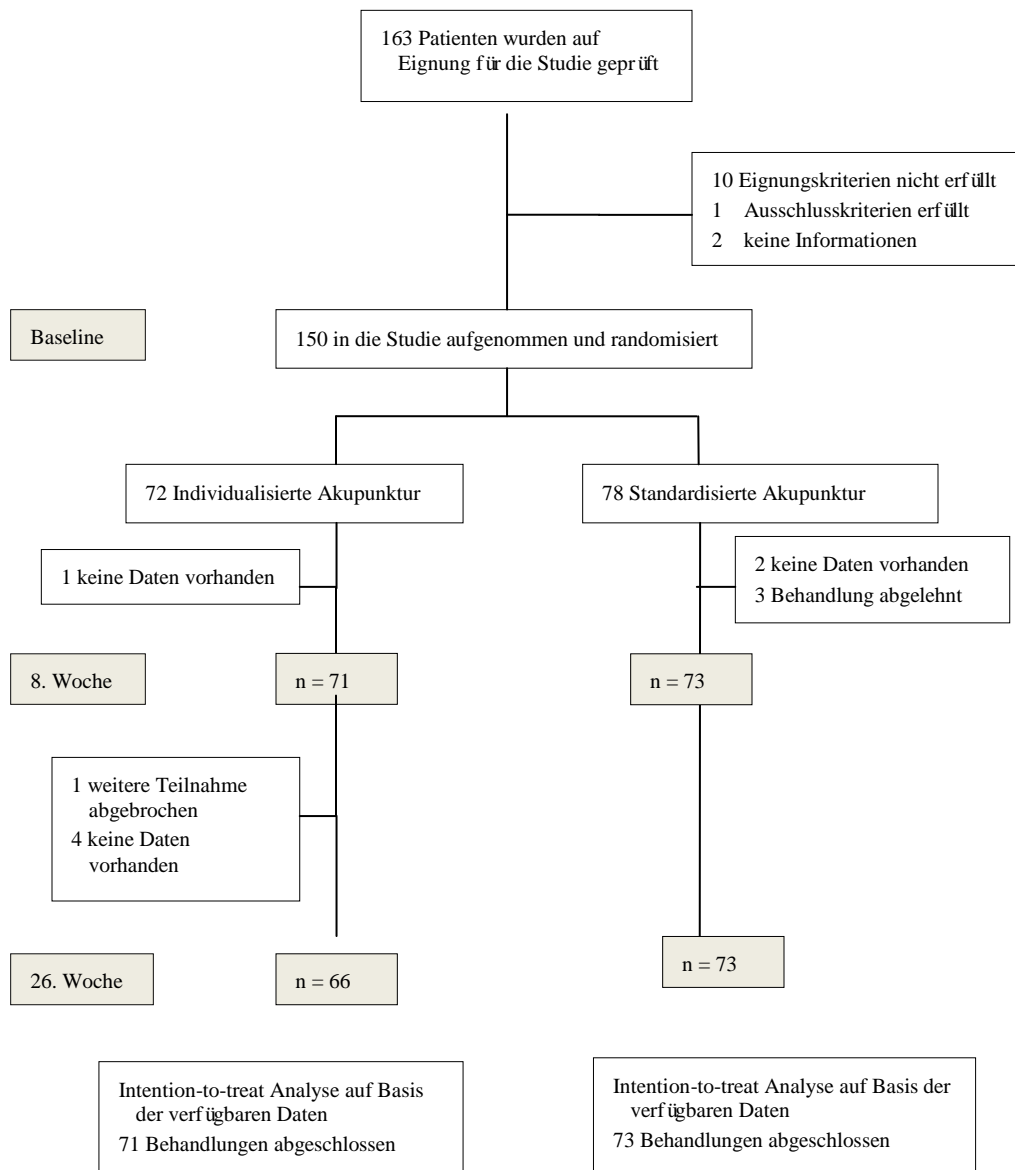 163 Patienten wurden auf
Eignung für die Studie geprüft
10 Eignungskriterien nicht erfüllt
1 Ausschlusskriterien erfüllt
2 keine Informationen
Baseline
150 in die Studie aufgenommen und randomisiert
72 Individualisierte Akupunktur
78 Standardisierte Akupunktur
1 keine Daten vorhanden
2 keine Daten vorhanden
3 Behandlung abgelehnt
8. Woche
n = 71
n = 73
1 weitere Teilnahme
abgebrochen
4 keine Daten
vorhanden
26. Woche
n = 66
n = 73
Intention-to-treat Analyse auf Basis
der verfügbaren Daten
71 Behandlungen abgeschlossen
Intention-to-treat Analyse auf Basis der
verfügbaren Daten
73 Behandlungen abgeschlossen